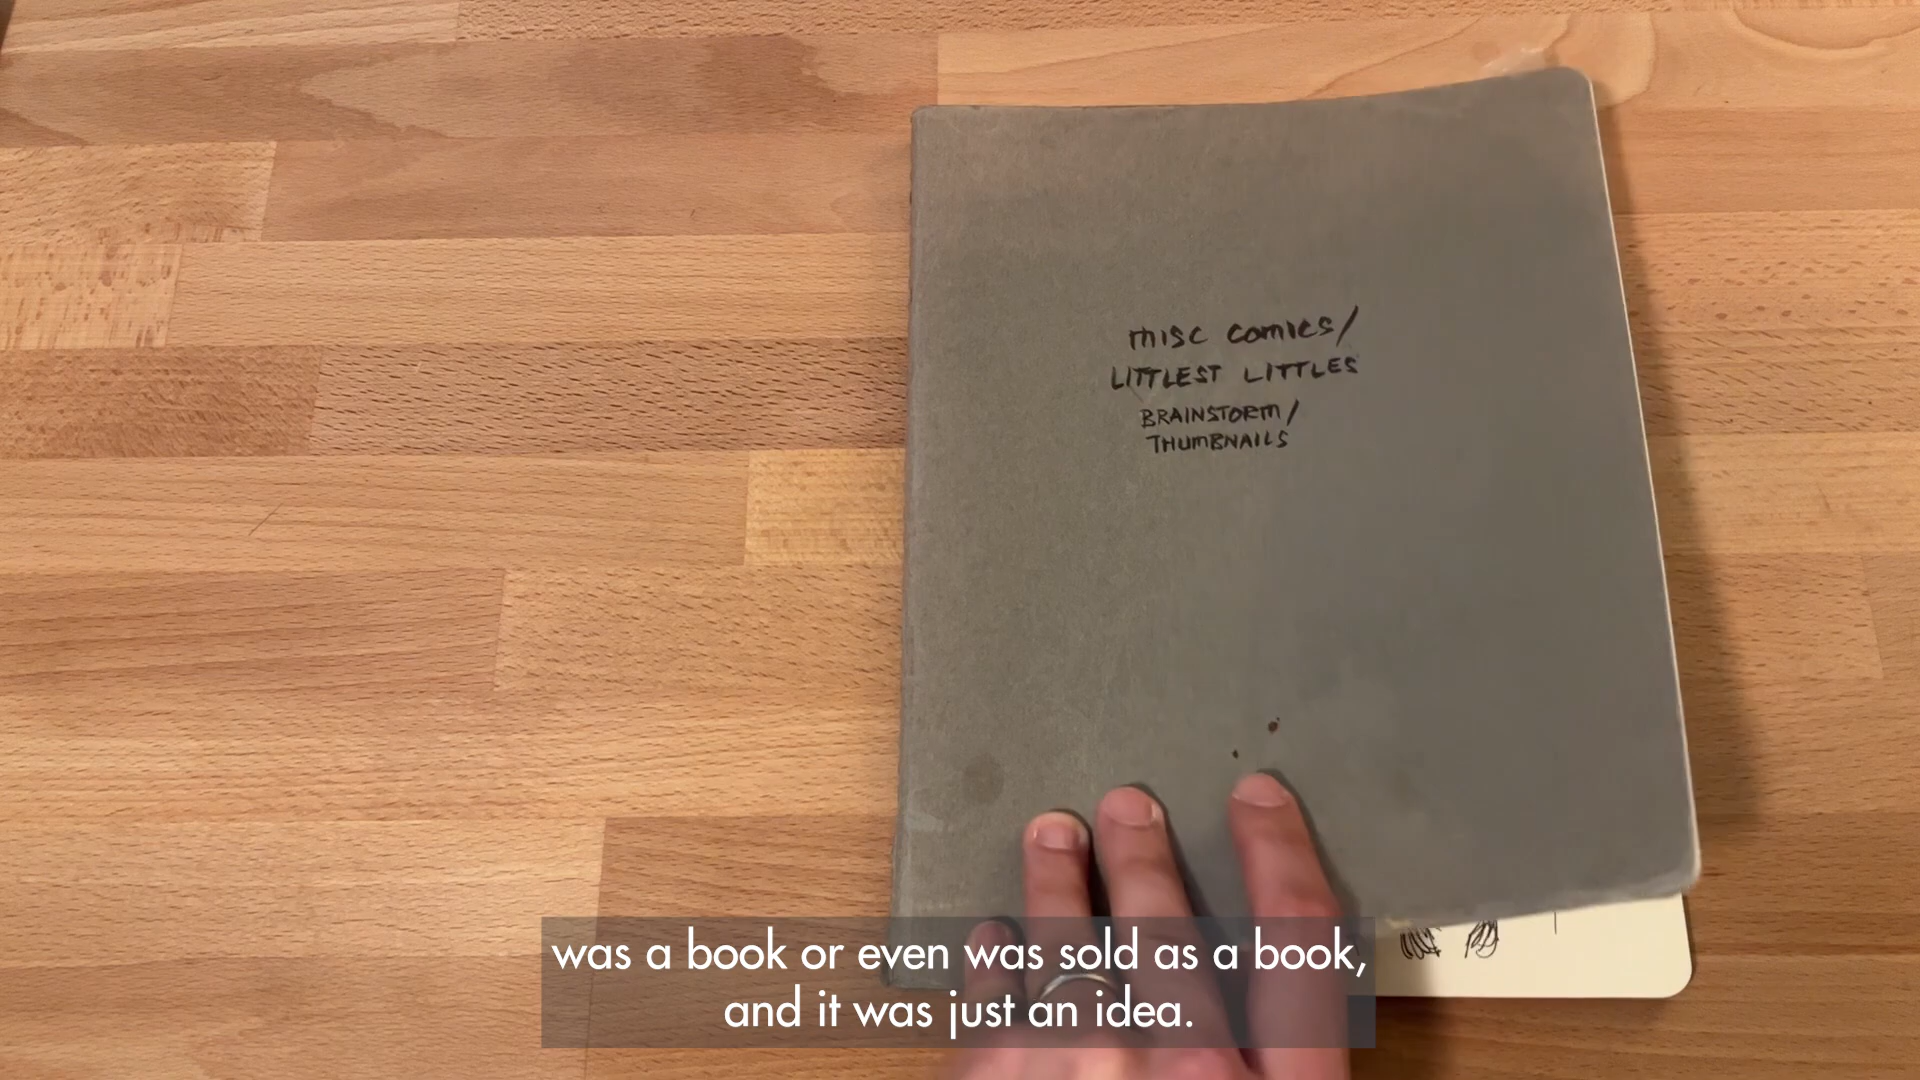 misc comics/
LITTLEST LITTLES
BRAINSTORM/
THUMBNAILS
was a book or even was sold as a book,
and it was just an idea.